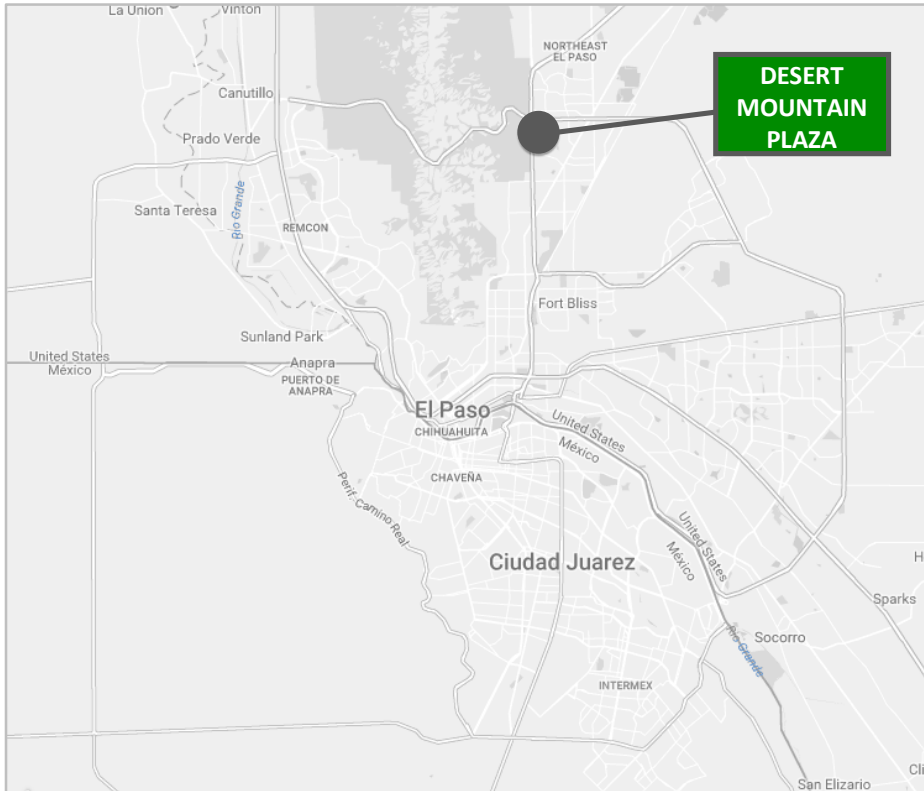 La Union
Vinton
NORTHEAST
EL PASO
DESERT
MOUNTAIN
PLAZA
Canutillo
Prado Verde
Santa Teresa
Rio Grande
REMCON
Fort Bliss
Sunland Park
United States
México
Anapra
PUERTO DE
ANAPRA
El Paso
CHIHUAHUITA
United States
México
CHAVEÑA
Perif. Camino Real
United States
México
Ciudad Juarez
H
Sparks
Rio Grande
Socorro
INTERMEX
Cli
San Elizario